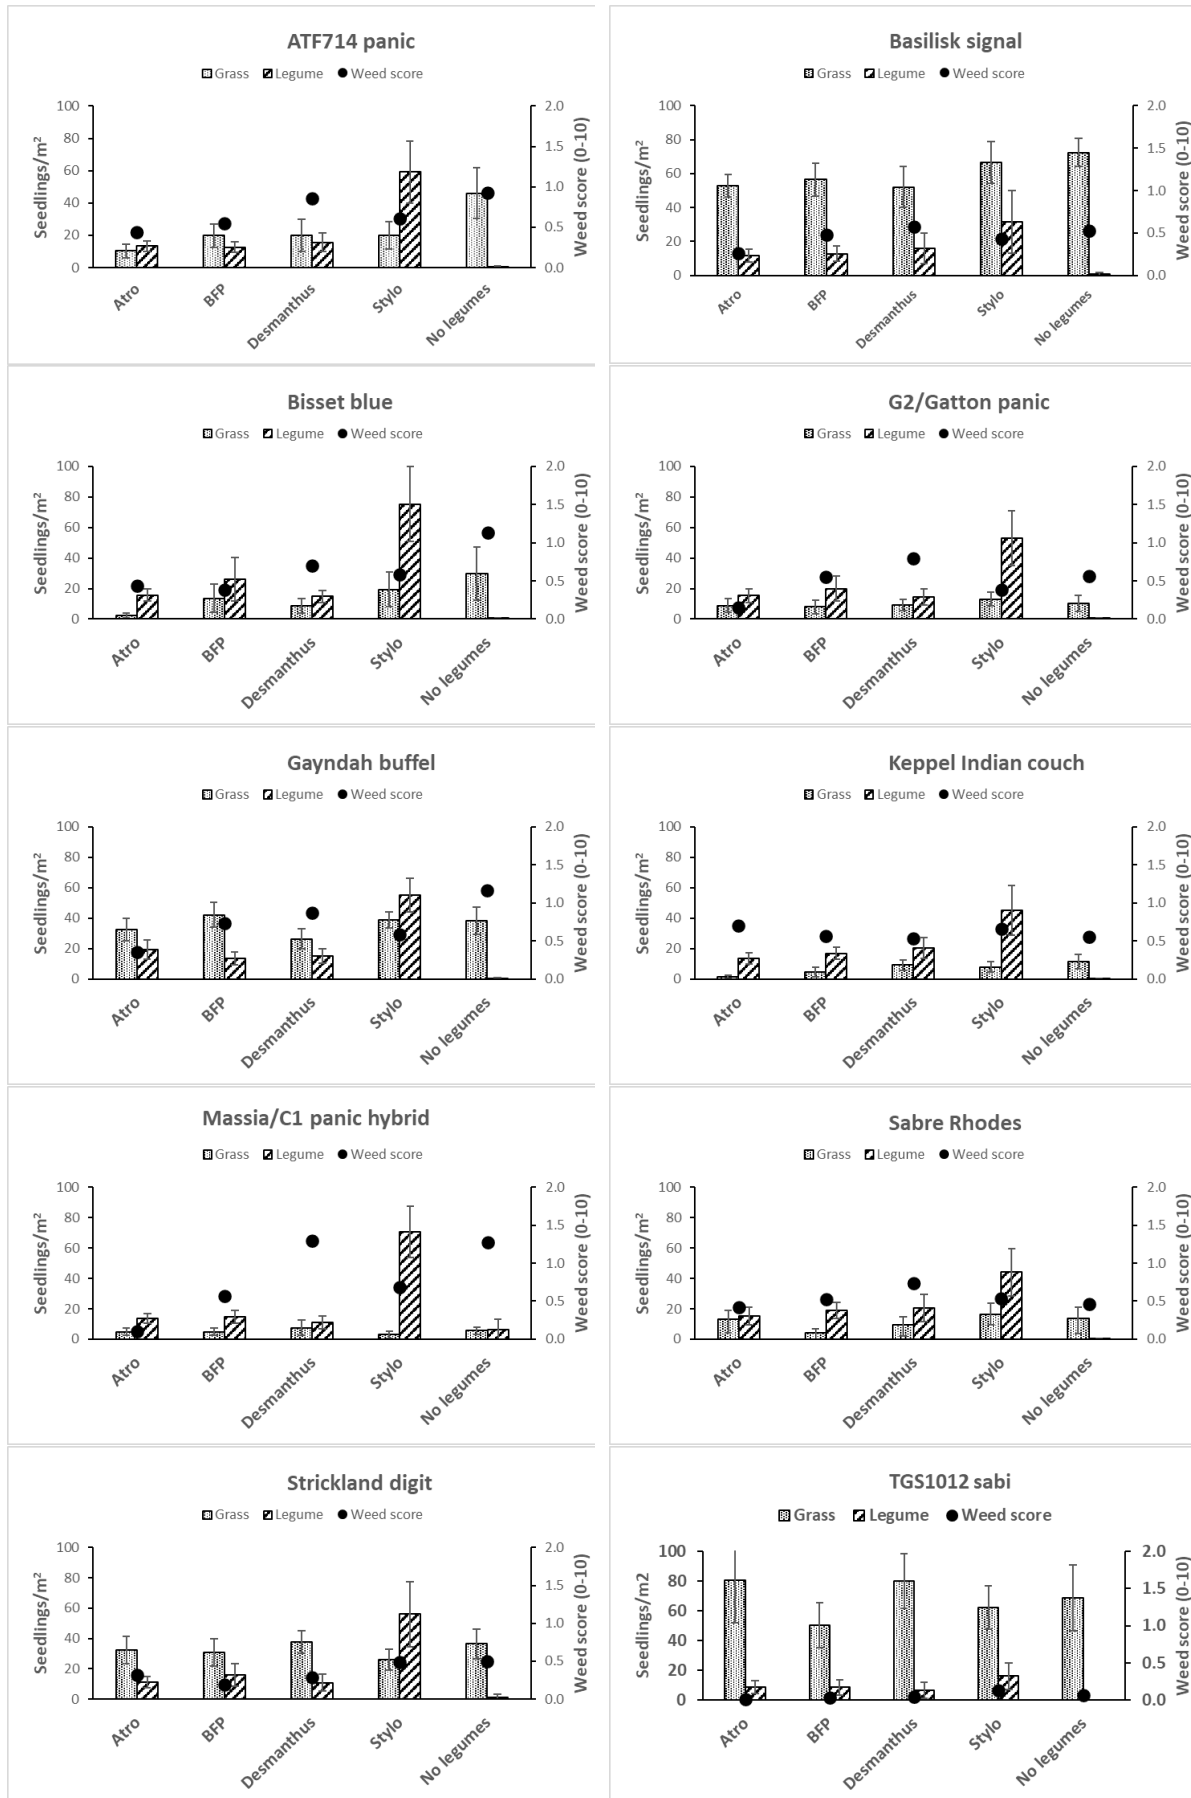 ATF714 panic
Grass Legume Weed score
Seedlings/m²
100
80
60
40
20
0
2.0
1.5
1.0
0.5
0.0
Weed score (0-10)
Atro
BFP
Desmanthus
Stylo
No legumes
Basilisk signal
Grass Legume Weed score
Seedlings/m²
100
80
60
40
20
0
2.0
1.5
1.0
0.5
0.0
Weed score (0-10)
Atro
BFP
Desmanthus
Stylo
No legumes
Bisset blue
Grass Legume Weed score
Seedlings/m²
100
80
60
40
20
0
2.0
1.5
1.0
0.5
0.0
Weed score (0-10)
Atro
BFP
Desmanthus
Stylo
No legumes
G2/Gatton panic
Grass Legume Weed score
Seedlings/m²
100
80
60
40
20
0
2.0
1.5
1.0
0.5
0.0
Weed score (0-10)
Atro
BFP
Desmanthus
Stylo
No legumes
Gayndah buffel
Grass Legume Weed score
Seedlings/m²
100
80
60
40
20
0
2.0
1.5
1.0
0.5
0.0
Weed score (0-10)
Atro
BFP
Desmanthus
Stylo
No legumes
Keppel Indian couch
Grass Legume Weed score
Seedlings/m²
100
80
60
40
20
0
2.0
1.5
1.0
0.5
0.0
Weed score (0-10)
Atro
BFP
Desmanthus
Stylo
No legumes
Massia/C1 panic hybrid
Grass Legume Weed score
Seedlings/m²
100
80
60
40
20
0
2.0
1.5
1.0
0.5
0.0
Weed score (0-10)
Atro
BFP
Desmanthus
Stylo
No legumes
Sabre Rhodes
Grass Legume Weed score
Seedlings/m²
100
80
60
40
20
0
2.0
1.5
1.0
0.5
0.0
Weed score (0-10)
Atro
BFP
Desmanthus
Stylo
No legumes
Strickland digit
Grass Legume Weed score
Seedlings/m²
100
80
60
40
20
0
2.0
1.5
1.0
0.5
0.0
Weed score (0-10)
Atro
BFP
Desmanthus
Stylo
No legumes
TGS1012 sabi
Grass Legume Weed score
Seedlings/m2
100
80
60
40
20
0
2.0
1.5
1.0
0.5
0.0
Weed score (0-10)
Atro
BFP
Desmanthus
Stylo
No legumes